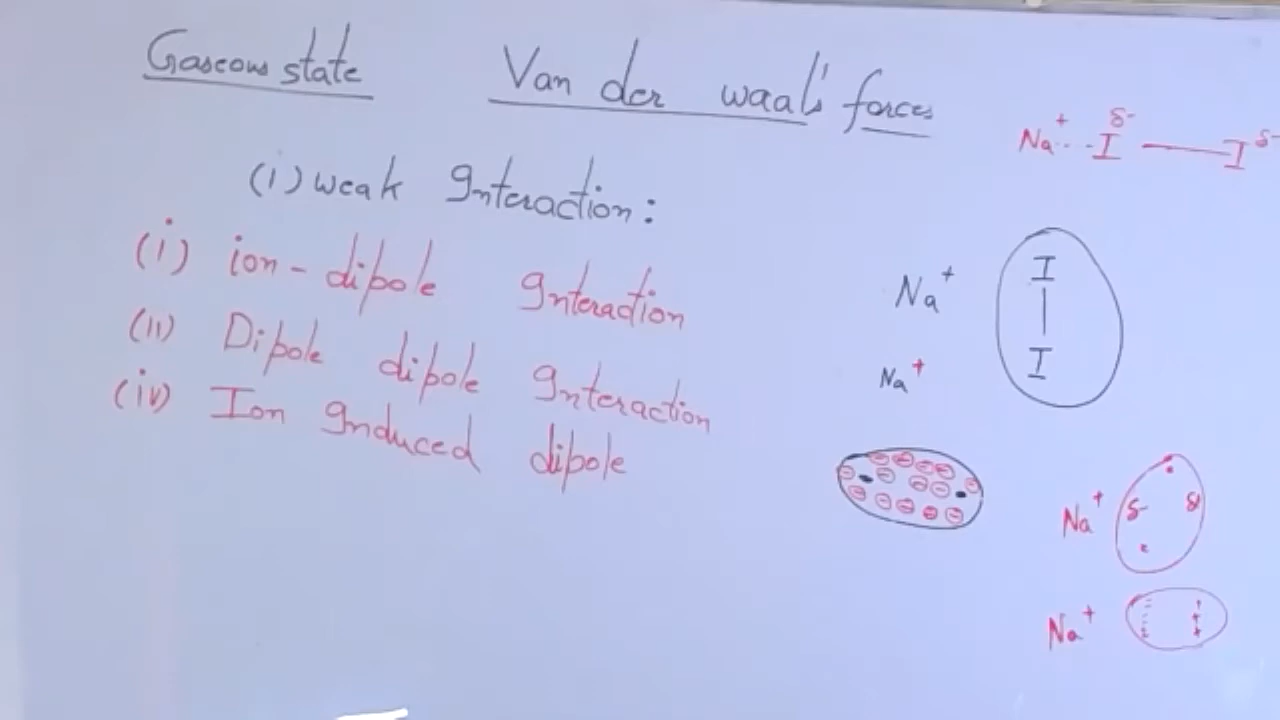 Gaseous state Van der waal's forces
(i) weak Interaction:
(i) ion-dipole Interaction
(ii) Dipole dipole Interaction
(iv) Ion Induced dipole
Na⁺...I^δ- — I^δ-
Na⁺ I
|
I
Na⁺
Na⁺ δ- δ
Na⁺